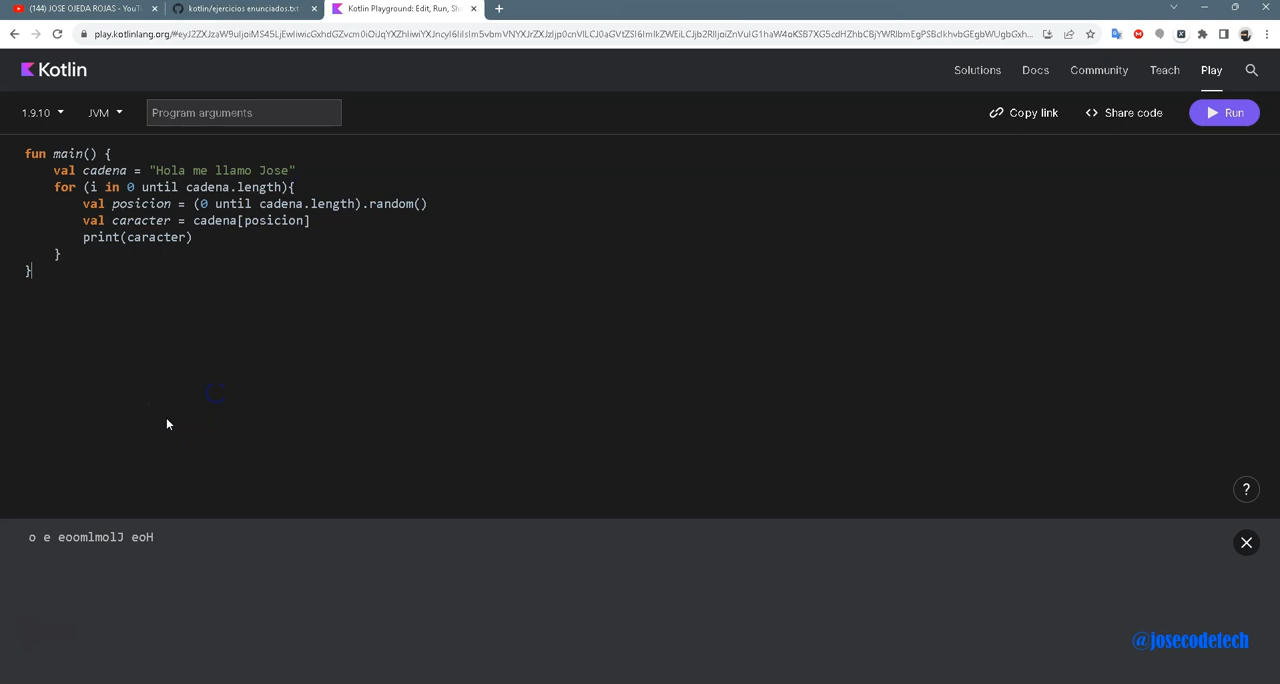 (144) JOSE OJEDA ROJAS - YouT
kotlin/ejercicios enunciados.txt
Kotlin Playground: Edit, Run, Sh
Kotlin
Solutions
Docs
Community
Teach
Play
1.9.10
JVM
Program arguments
Copy link
Share code
Run
fun main() {
val cadena = "Hola me llamo Jose"
for (i in 0 until cadena.length){
val posicion = (0 until cadena.length).random()
val caracter = cadena[posicion]
print(caracter)
}
}
?
o e eoomlmolJ eoH
@josecodetech